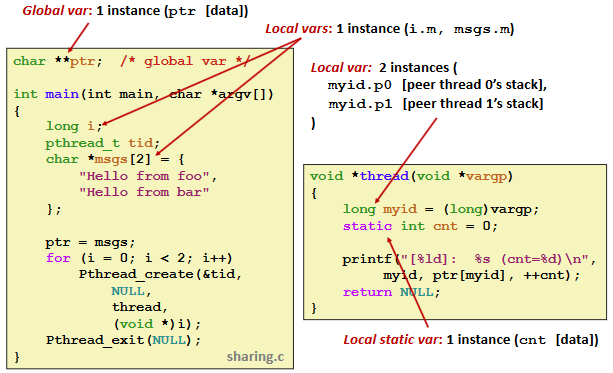 Global var: 1 instance (ptr [data])
Local vars: 1 instance (i.m, msgs.m)
char **ptr;  /* global var */
int main(int main, char *argv[])
{
    long i;
    pthread_t tid;
    char *msgs[2] = {
        "Hello from foo",
        "Hello from bar"
    };
    ptr = msgs;
    for (i = 0; i < 2; i++)
        Pthread_create(&tid,
            NULL,
            thread,
            (void *)i);
    Pthread_exit(NULL);
}
sharing.c
Local var:  2 instances (
myid.p0 [peer thread 0's stack],
myid.p1 [peer thread 1's stack]
)
void *thread(void *vargp)
{
    long myid = (long)vargp;
    static int cnt = 0;
    printf("[%ld]:  %s (cnt=%d)\n",
         myid, ptr[myid], ++cnt);
    return NULL;
}
Local static var: 1 instance (cnt [data])